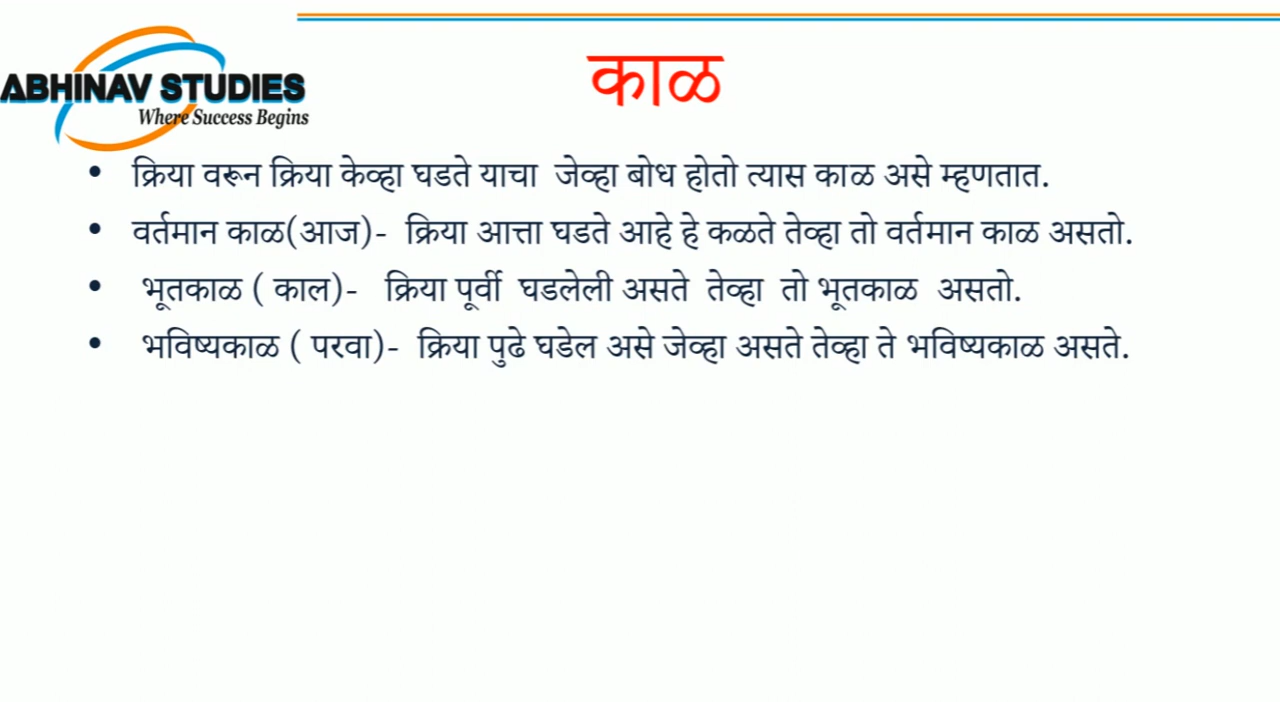 ABHINAV STUDIES
Where Success Begins
काळ
• क्रिया वरून क्रिया केव्हा घडते याचा जेव्हा बोध होतो त्यास काळ असे म्हणतात.
• वर्तमान काळ(आज)- क्रिया आत्ता घडते आहे हे कळते तेव्हा तो वर्तमान काळ असतो.
• भूतकाळ ( काल)- क्रिया पूर्वी घडलेली असते तेव्हा तो भूतकाळ असतो.
• भविष्यकाळ ( परवा)- क्रिया पुढे घडेल असे जेव्हा असते तेव्हा ते भविष्यकाळ असते.